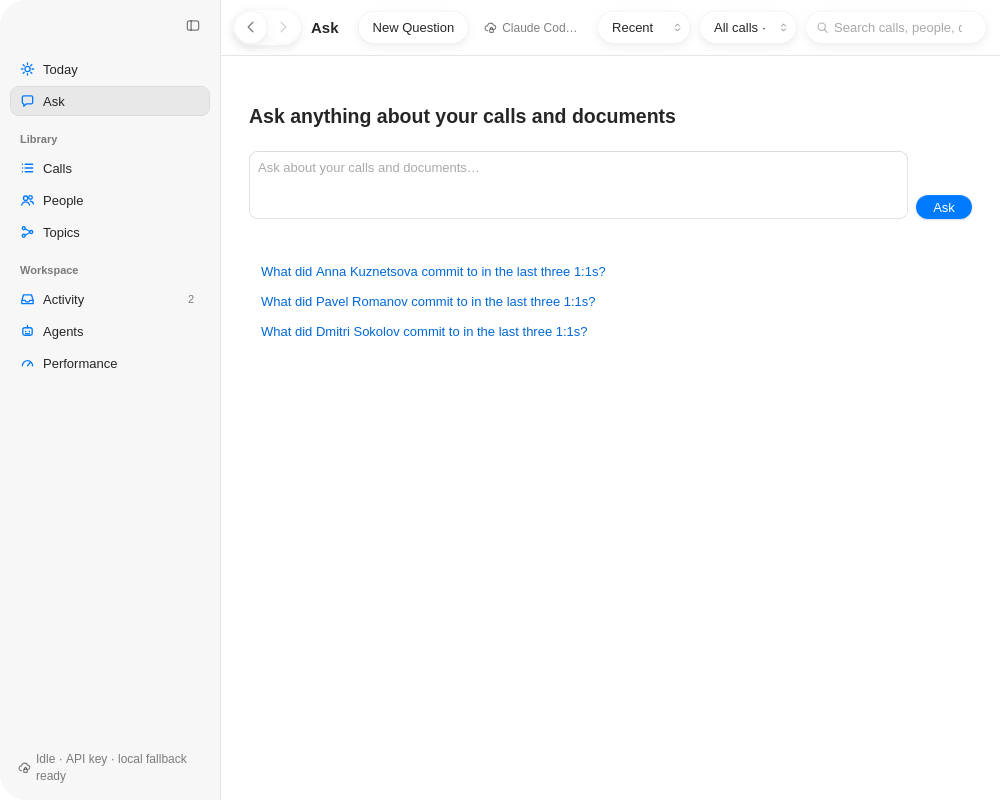 Today
Ask
Library
Calls
People
Topics
Workspace
Activity 2
Agents
Performance
Idle · API key · local fallback
ready
Ask
New Question
Claude Cod…
Recent
All calls ·
Search calls, people, c
Ask anything about your calls and documents
Ask about your calls and documents…
Ask
What did Anna Kuznetsova commit to in the last three 1:1s?
What did Pavel Romanov commit to in the last three 1:1s?
What did Dmitri Sokolov commit to in the last three 1:1s?